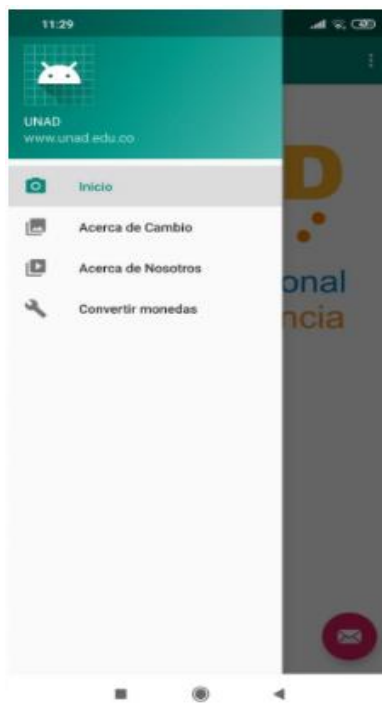 11:29
UNAD
www.unad.edu.co
Inicio
Acerca de Cambio
Acerca de Nosotros
Convertir monedas
D
onal
ncia